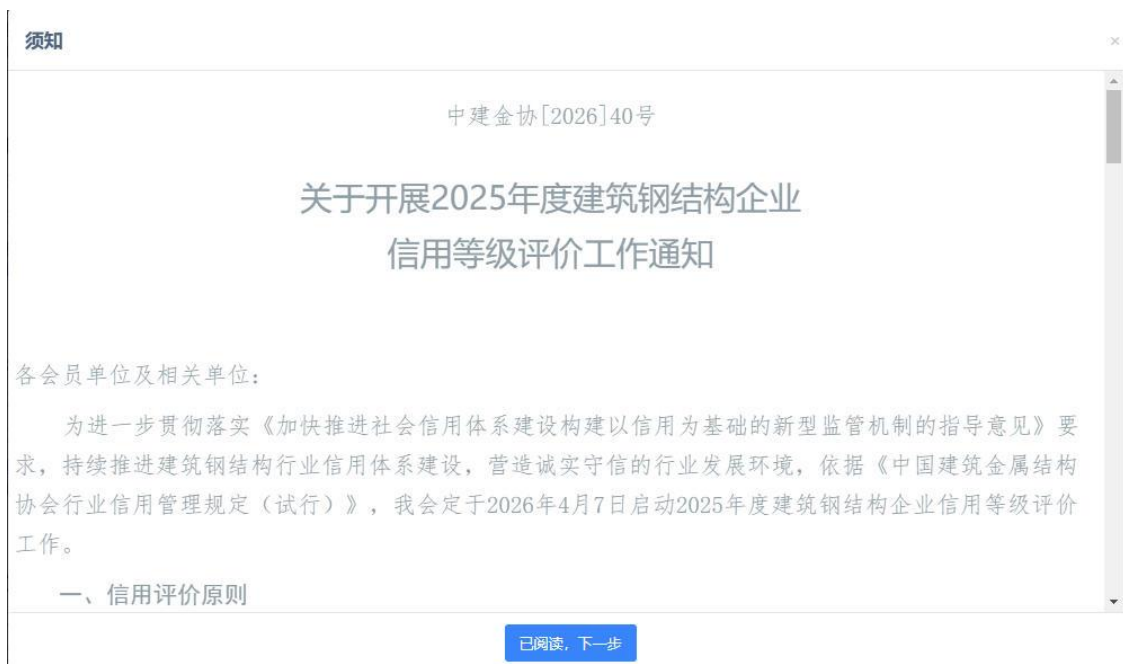 须知
×
中建金协[2026]40号
关于开展2025年度建筑钢结构企业
信用等级评价工作通知
各会员单位及相关单位：
为进一步贯彻落实《加快推进社会信用体系建设构建以信用为基础的新型监管机制的指导意见》要
求，持续推进建筑钢结构行业信用体系建设，营造诚实守信的行业发展环境，依据《中国建筑金属结构
协会行业信用管理规定（试行）》，我会定于2026年4月7日启动2025年度建筑钢结构企业信用等级评价
工作。
一、信用评价原则
已阅读，下一步